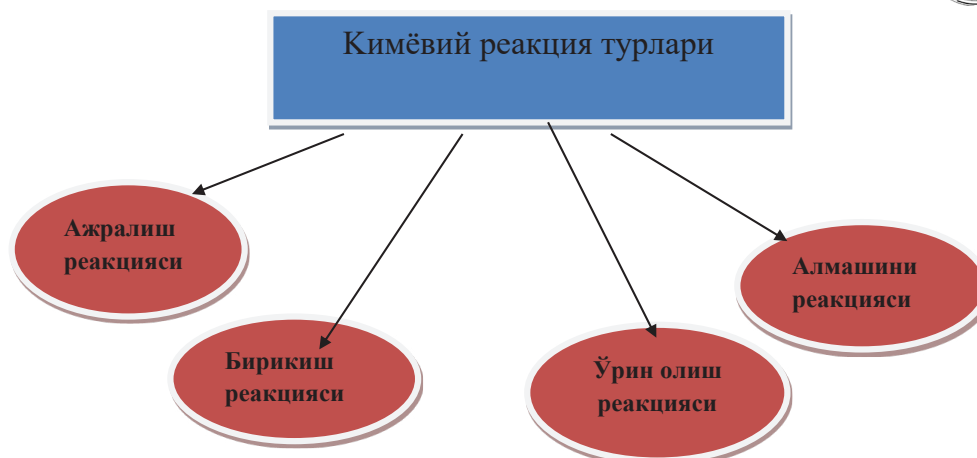 Кимёвий реакция турлари
Ажралиш
реакцияси
Бирикиш
реакцияси
Ўрин олиш
реакцияси
Алмашини
реакцияси